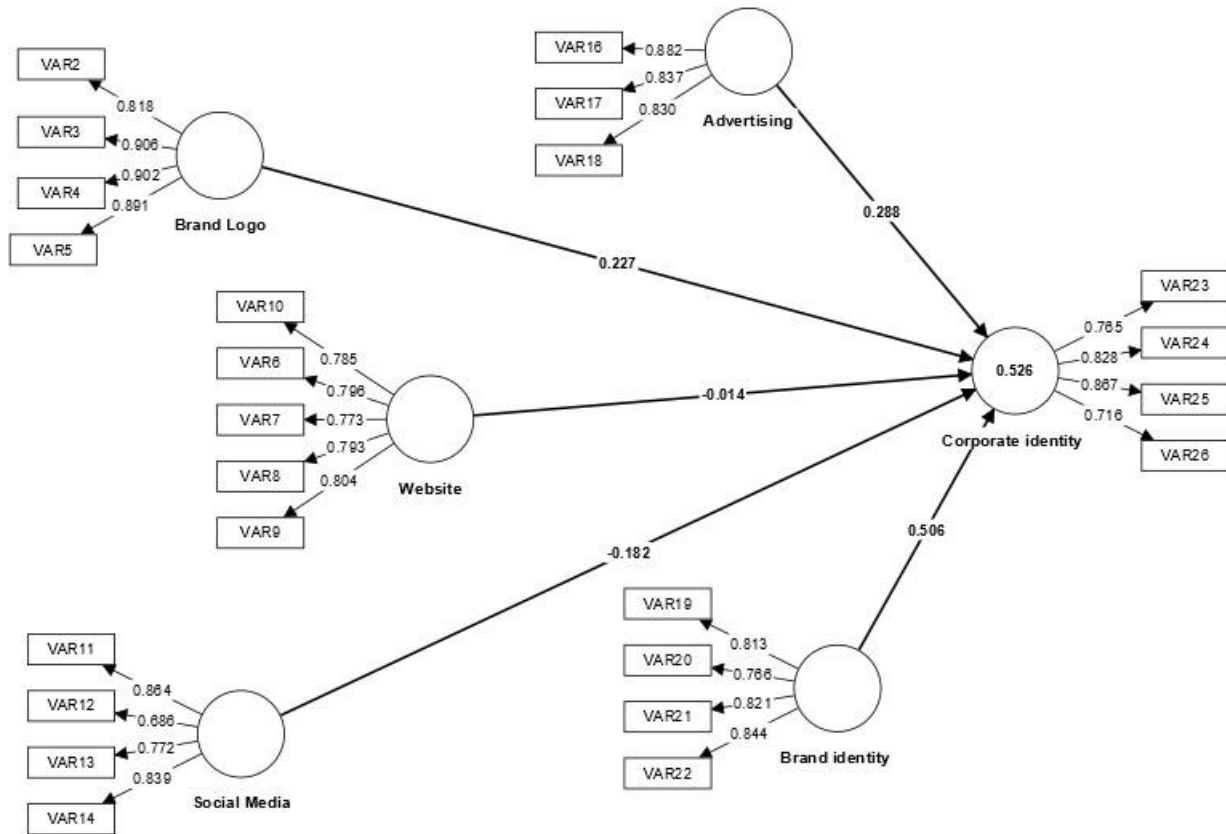 VAR2
VAR3
VAR4
VAR5
0.818
0.906
0.902
0.891
Brand Logo
VAR16
VAR17
VAR18
0.882
0.837
0.830
Advertising
0.288
0.227
VAR10
VAR6
VAR7
VAR8
VAR9
0.785
0.796
0.773
0.793
0.804
Website
-0.014
0.526
Corporate identity
0.765
0.828
0.867
0.716
VAR23
VAR24
VAR25
VAR26
-0.182
0.506
VAR11
VAR12
VAR13
VAR14
0.864
0.686
0.772
0.839
Social Media
VAR19
VAR20
VAR21
VAR22
0.813
0.766
0.821
0.844
Brand identity